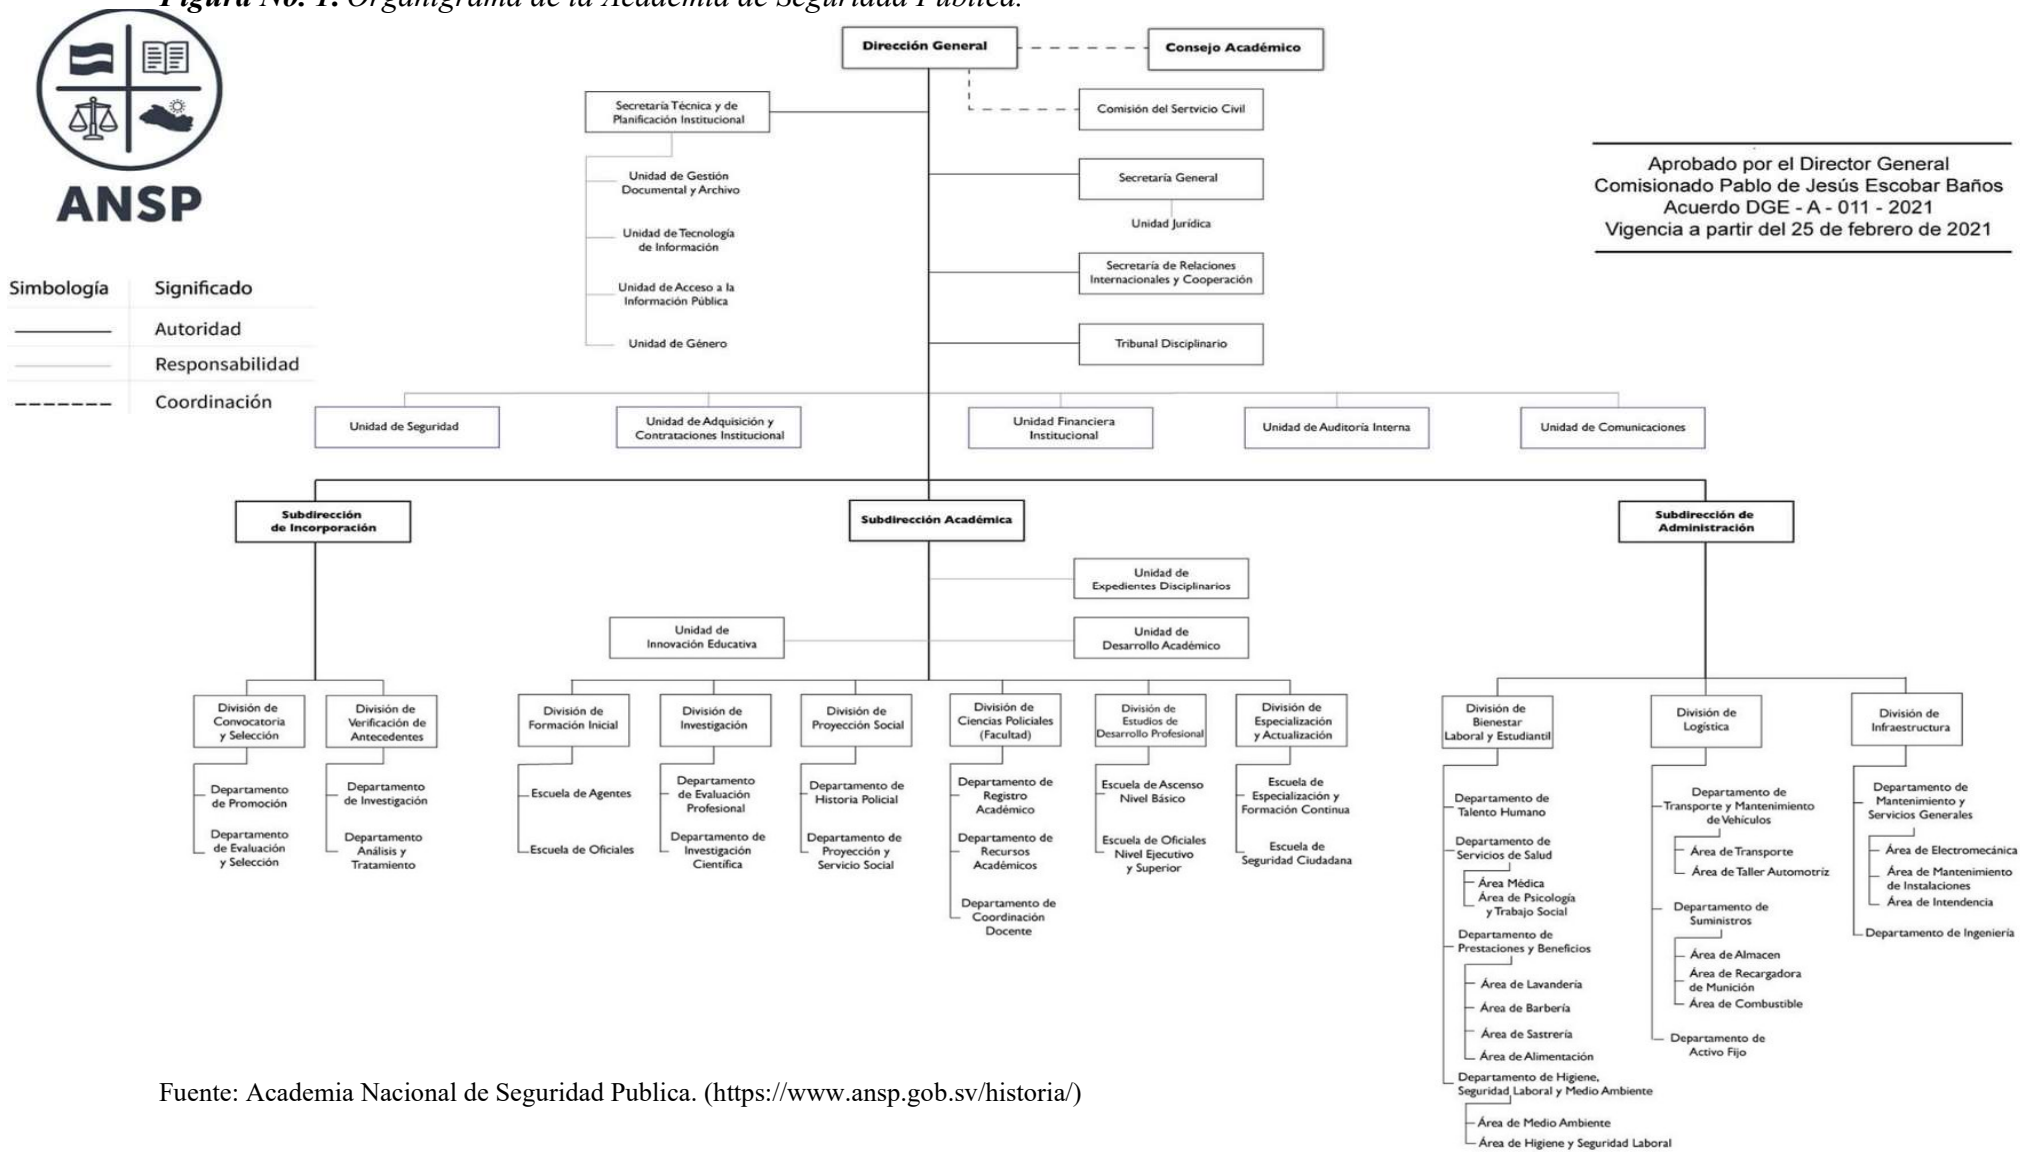 Figura No. 1. Organigrama de la Academia de Seguridad Publica.
ANSP
Simbología Significado
Autoridad
Responsabilidad
Coordinación
Dirección General
Consejo Académico
Comisión del Sertvicio Civil
Secretaría Técnica y de
Planificación Institucional
Unidad de Gestión
Documental y Archivo
Unidad de Tecnología
de Información
Unidad de Acceso a la
Información Pública
Unidad de Género
Secretaría General
Unidad Jurídica
Secretaría de Relaciones
Internacionales y Cooperación
Tribunal Disciplinario
Aprobado por el Director General
Comisionado Pablo de Jesús Escobar Baños
Acuerdo DGE - A - 011 - 2021
Vigencia a partir del 25 de febrero de 2021
Unidad de Seguridad
Unidad de Adquisición y
Contrataciones Institucional
Unidad Financiera
Institucional
Unidad de Auditoría Interna
Unidad de Comunicaciones
Subdirección
de Incorporación
Subdirección Académica
Subdirección de
Administración
Unidad de
Expedientes Disciplinarios
Unidad de
Innovación Educativa
Unidad de
Desarrollo Académico
División de
Convocatoria
y Selección
Departamento
de Promoción
Departamento
de Evaluación
y Selección
División de
Verificación de
Antecedentes
Departamento
de Investigación
Departamento
Análisis y
Tratamiento
División de
Formación Inicial
Escuela de Agentes
Escuela de Oficiales
División de
Investigación
Departamento
de Evaluación
Profesional
Departamento de
Investigación
Científica
División de
Proyección Social
Departamento de
Historia Policial
Departamento de
Proyección y
Servicio Social
División de
Ciencias Policiales
(Facultad)
Departamento de
Registro
Académico
Departamento de
Recursos
Académicos
Departamento de
Coordinación
Docente
División de
Estudios de
Desarrollo Profesional
Escuela de Ascenso
Nivel Básico
Escuela de Oficiales
Nivel Ejecutivo
y Superior
División de
Especialización
y Actualización
Escuela de
Especialización y
Formación Continua
Escuela de
Seguridad Ciudadana
División de
Bienestar
Laboral y Estudiantil
Departamento de
Talento Humano
Departamento de
Servicios de Salud
Área Médica
Área de Psicología
y Trabajo Social
Departamento de
Prestaciones y Beneficios
Área de Lavandería
Área de Barbería
Área de Sastrería
Área de Alimentación
Departamento de Higiene,
Seguridad Laboral y Medio Ambiente
Área de Medio Ambiente
Área de Higiene y Seguridad Laboral
División de
Logística
Departamento de
Transporte y Mantenimiento
de Vehículos
Área de Transporte
Área de Taller Automotriz
Departamento de
Suministros
Área de Almacen
Área de Recargadora
de Munición
Área de Combustible
Departamento de
Activo Fijo
División de
Infraestructura
Departamento de
Mantenimiento y
Servicios Generales
Área de Electromecánica
Área de Mantenimiento
de Instalaciones
Área de Intendencia
Departamento de Ingeniería
Fuente: Academia Nacional de Seguridad Publica. (https://www.ansp.gob.sv/historia/)